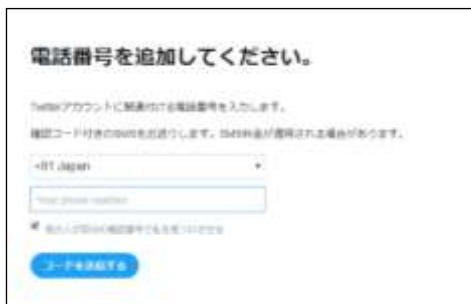 電話番号を追加してください。
Twitterアカウントに関連付ける電話番号を入力します。
確認コード付きのSMSをお送りします。SMS料金が適用される場合があります。
+81 Japan
Your phone number
コードを送信する